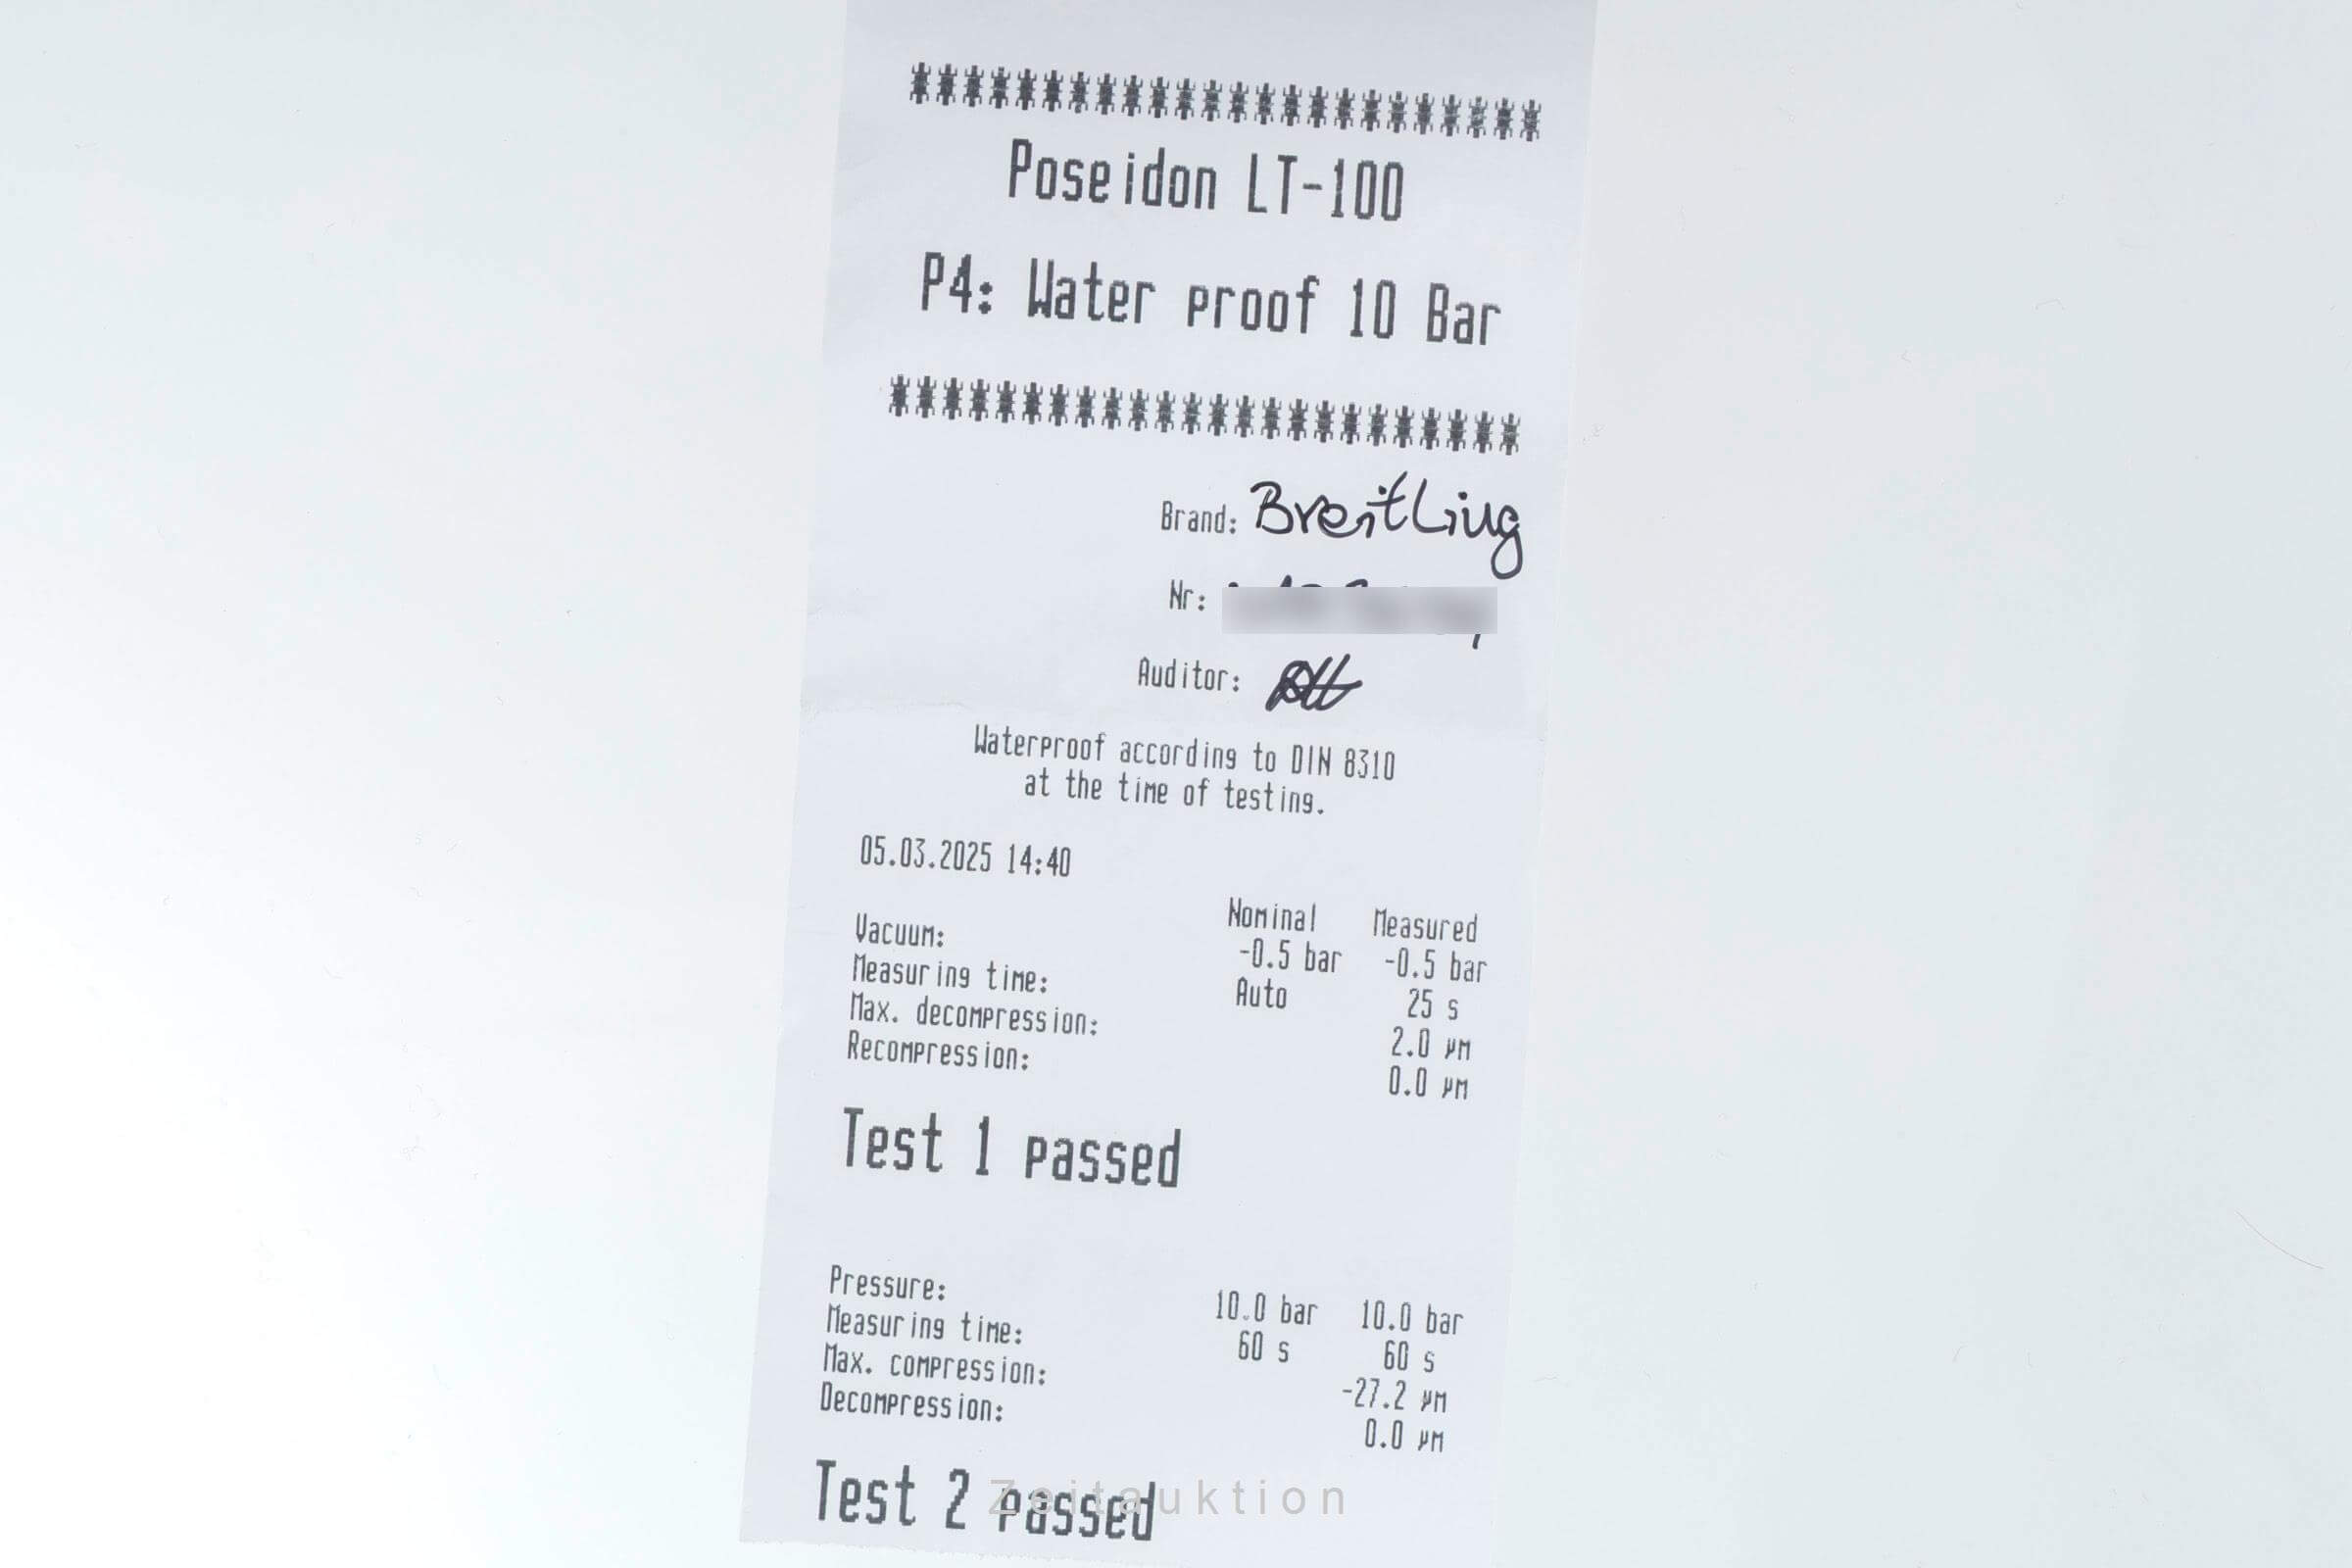 Poseidon LT-100
P4: Water proof 10 Bar
Brand: Breitling
Nr:
Auditor:
Waterproof according to DIN 8310
at the time of testing.
05.03.2025 14:40
Nominal Measured
Vacuum: -0.5 bar -0.5 bar
Measuring time: Auto 25 s
Max. decompression: 2.0 µm
Recompression: 0.0 µm
Test 1 passed
Pressure: 10.0 bar 10.0 bar
Measuring time: 60 s 60 s
Max. compression: -27.2 µm
Decompression: 0.0 µm
Test 2 passed
Zeitauktion